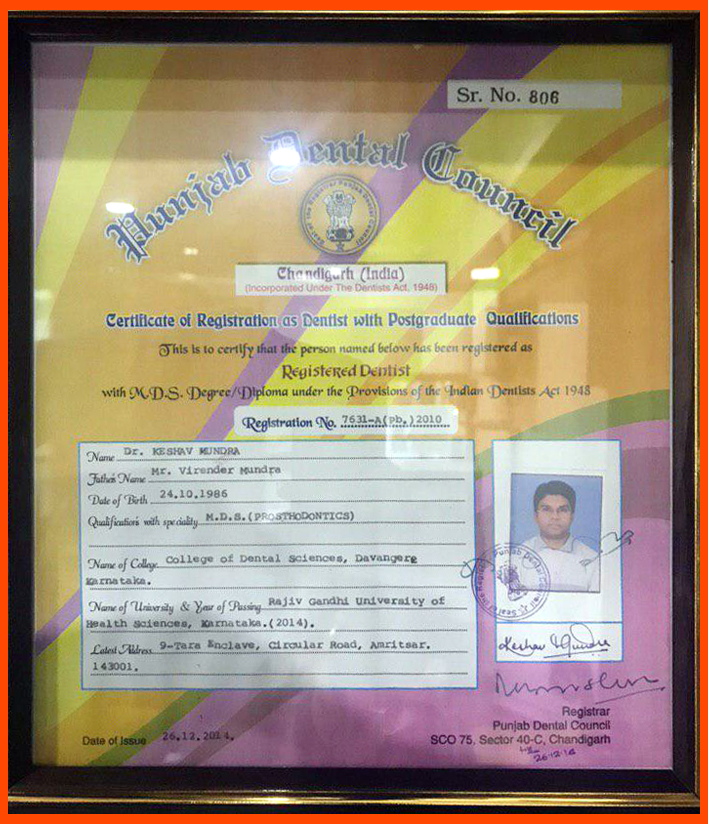 Sr. No. 806
Punjab Dental Council
Chandigarh (India)
(Incorporated Under The Dentists Act, 1948)
Certificate of Registration as Dentist with Postgraduate Qualifications
This is to certify that the person named below has been registered as
Registered Dentist
with M.D.S. Degree/Diploma under the Provisions of the Indian Dentists Act 1948
Registration No. 7631-A(Pb.)2010
Name Dr. KESHAV MUNDRA
Father's Name Mr. Virender Mundra
Date of Birth 24.10.1986
Qualifications with speciality M.D.S.(PROSTHODONTICS)
Name of College College of Dental Sciences, Davangere
Karnataka.
Name of University & Year of Passing Rajiv Gandhi University of
Health Sciences, Karnataka.(2014).
Latest Address 9-Tara Enclave, Circular Road, Amritsar.
143001.
Keshav Mundra
Registrar
Punjab Dental Council
SCO 75, Sector 40-C, Chandigarh
Date of Issue 26.12.2014.